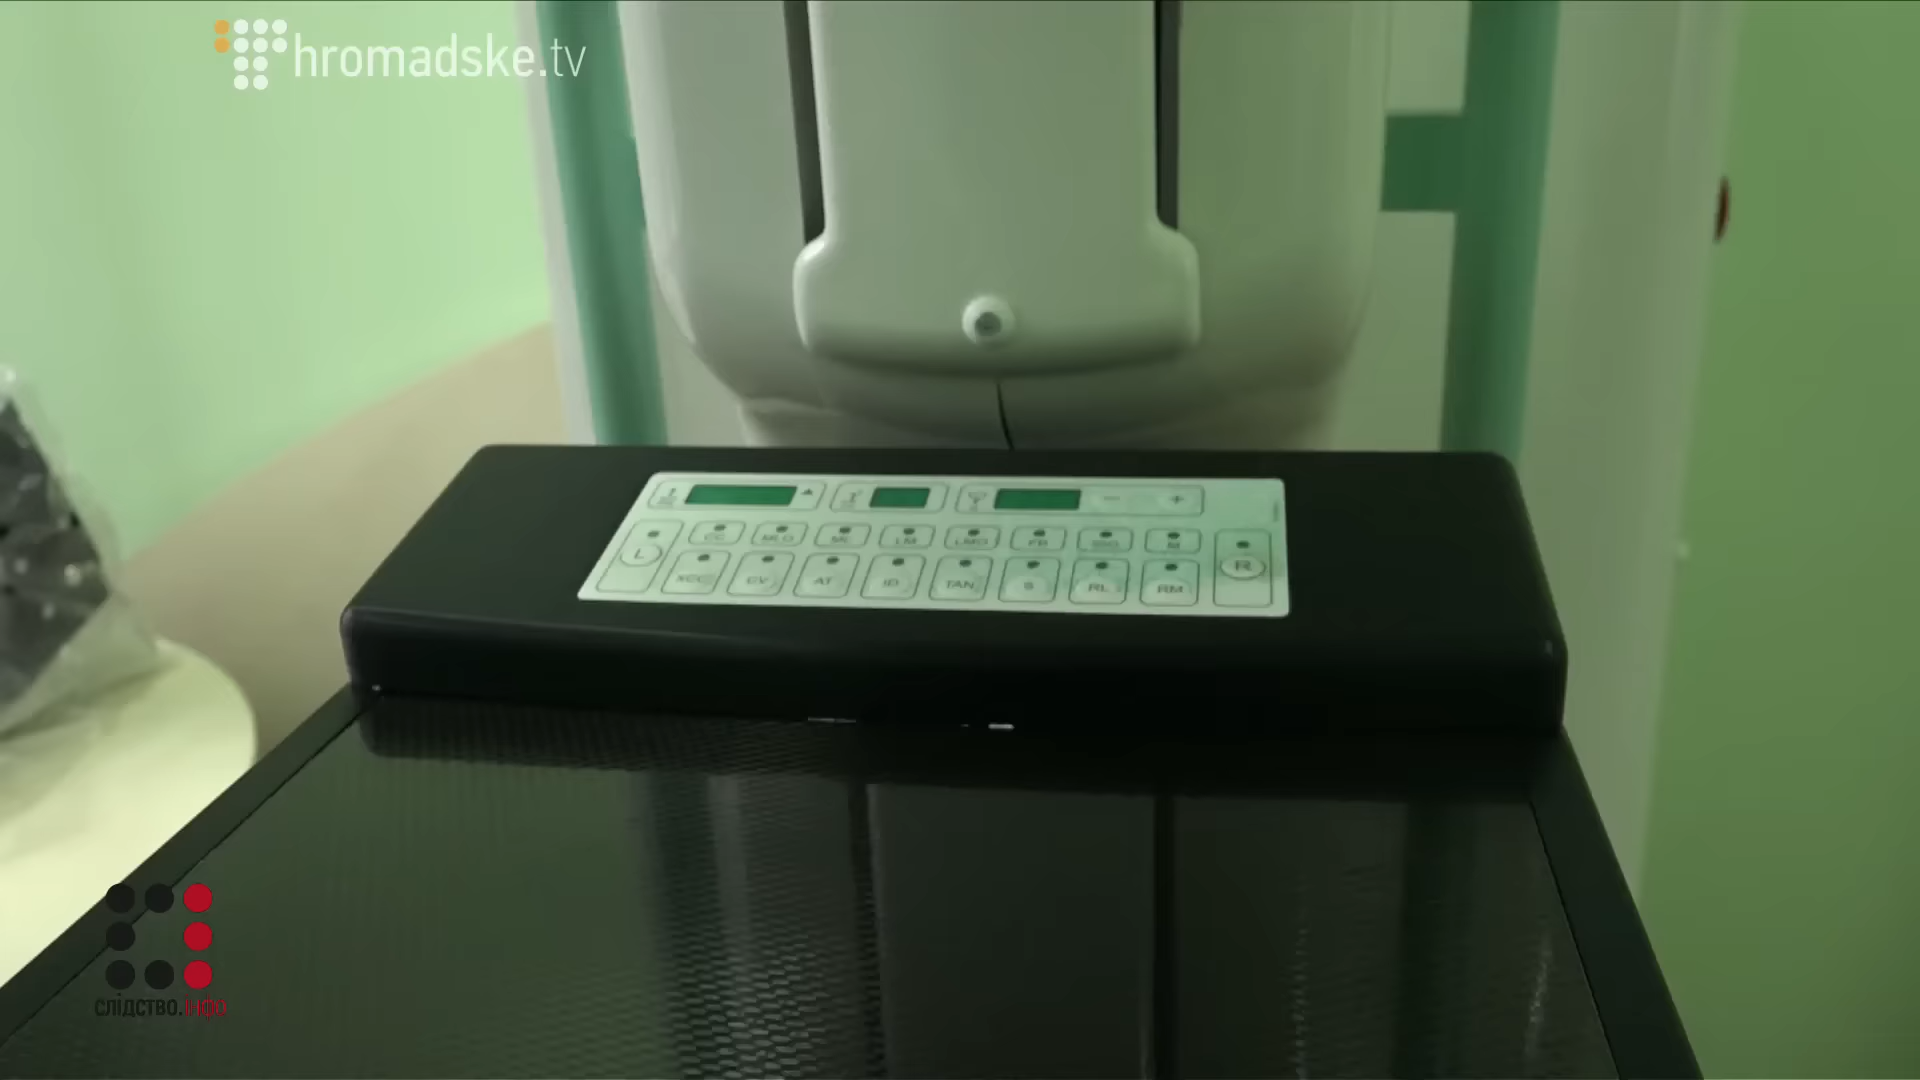 hromadske.tv
L
CC
MLO
ML
LM
LMO
FB
SIO
R
XCC
CV
AT
ID
TAN
S
RL
RM
СЛІДСТВО.ІНФО